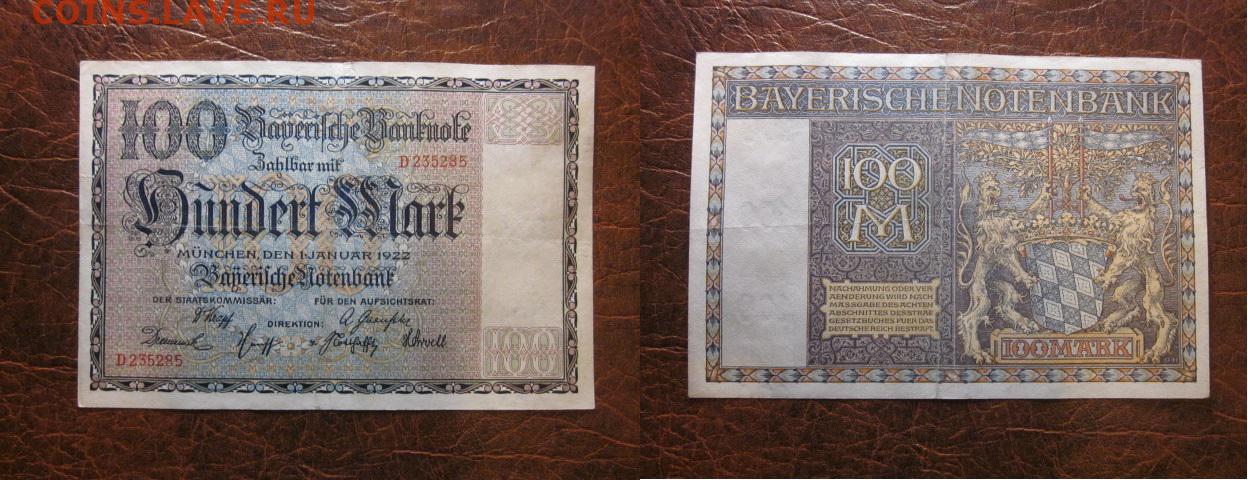 COINS.LAVE.RU
100 Bayerische Banknote
Zahlbar mit
D 235285
Hundert Mark
MÜNCHEN, DEN 1. JANUAR 1922
Bayerische Notenbank
DER STAATSKOMMISSÄR: FÜR DEN AUFSICHTSRAT:
DIREKTION:
D 235285
100
BAYERISCHE NOTENBANK
100
M
NACHAHMUNG ODER VER
AENDERUNG WIRD NACH
MASSGABE DES ACHTEN
ABSCHNITTES DES STRAF
GESETZBUCHES FUER DAS
DEUTSCHE REICH BESTRAFT.
100 MARK